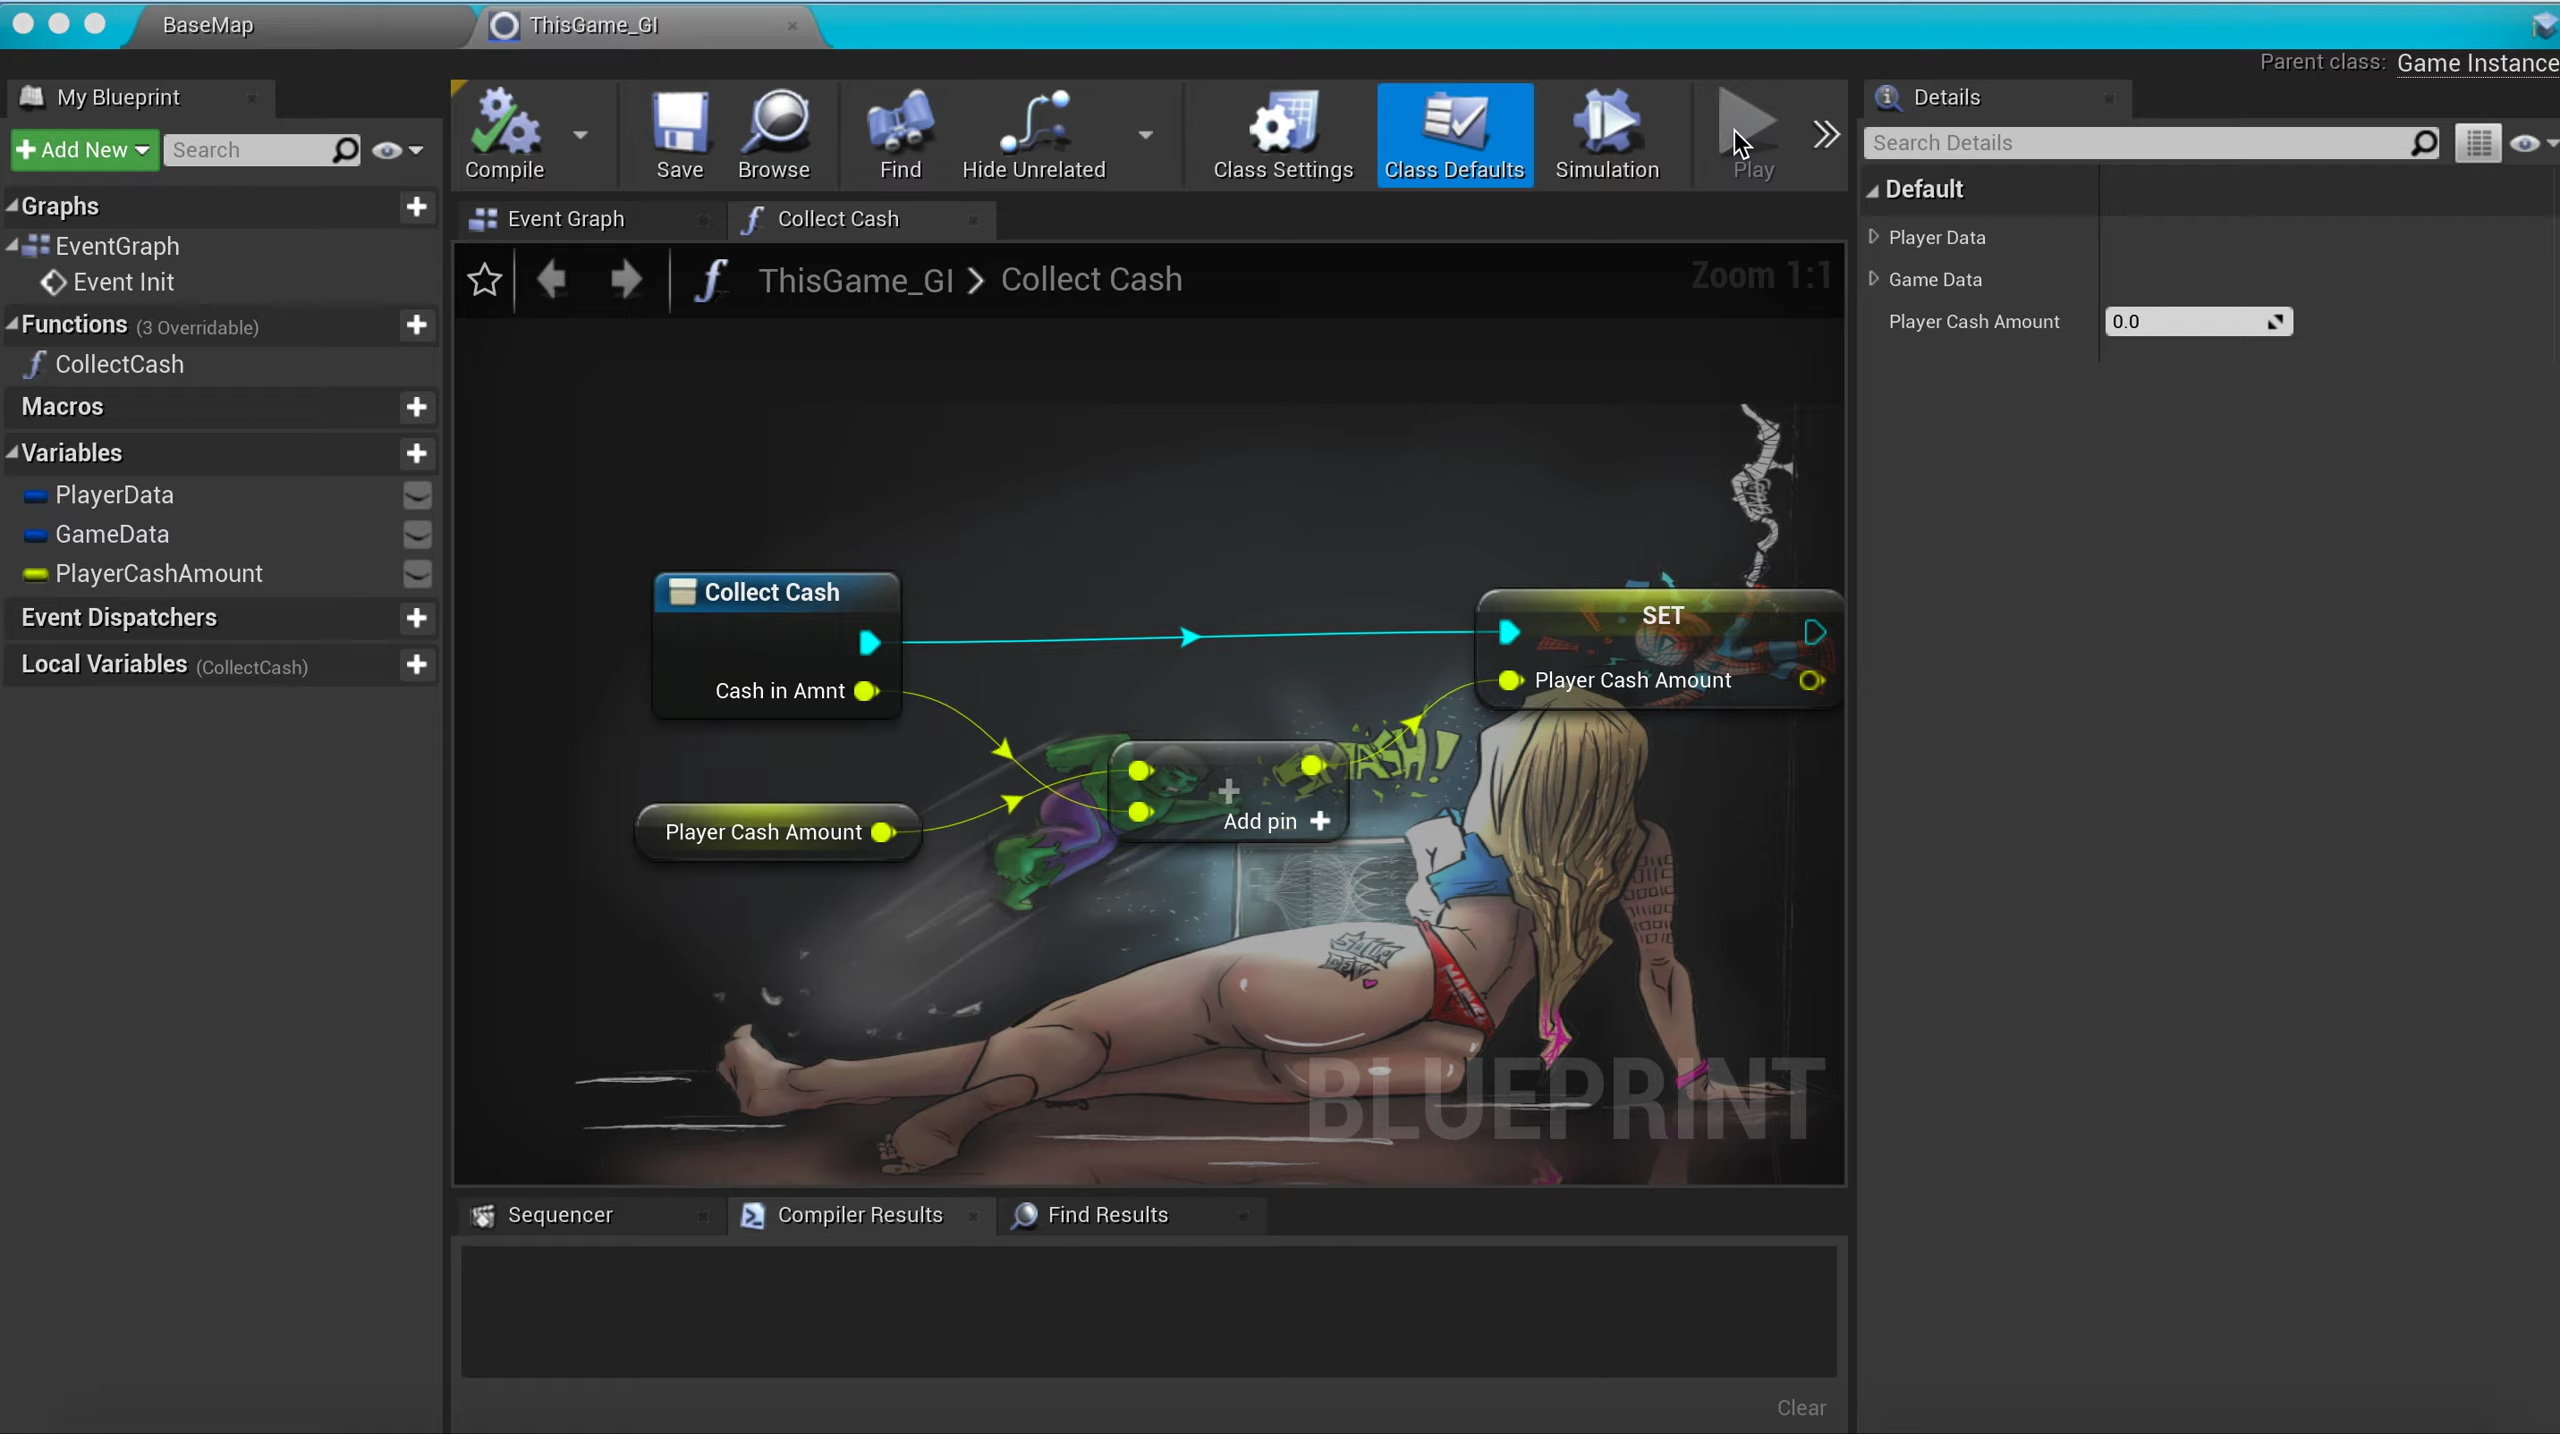 BaseMap
ThisGame_GI
Parent class: Game Instance
My Blueprint
Add New
Search
Graphs
EventGraph
Event Init
Functions (3 Overridable)
CollectCash
Macros
Variables
PlayerData
GameData
PlayerCashAmount
Event Dispatchers
Local Variables (CollectCash)
Compile
Save
Browse
Find
Hide Unrelated
Class Settings
Class Defaults
Simulation
Play
Event Graph
Collect Cash
ThisGame_GI > Collect Cash
Zoom 1:1
Collect Cash
Cash in Amnt
Player Cash Amount
Add pin
SET
Player Cash Amount
BLUEPRINT
Sequencer
Compiler Results
Find Results
Clear
Details
Search Details
Default
Player Data
Game Data
Player Cash Amount
0.0